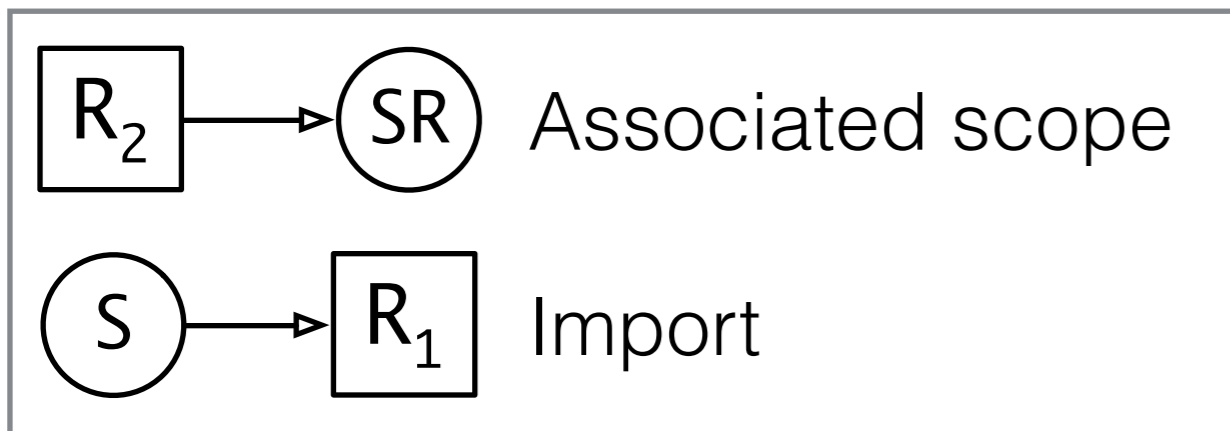 R₂ SR Associated scope
S R₁ Import